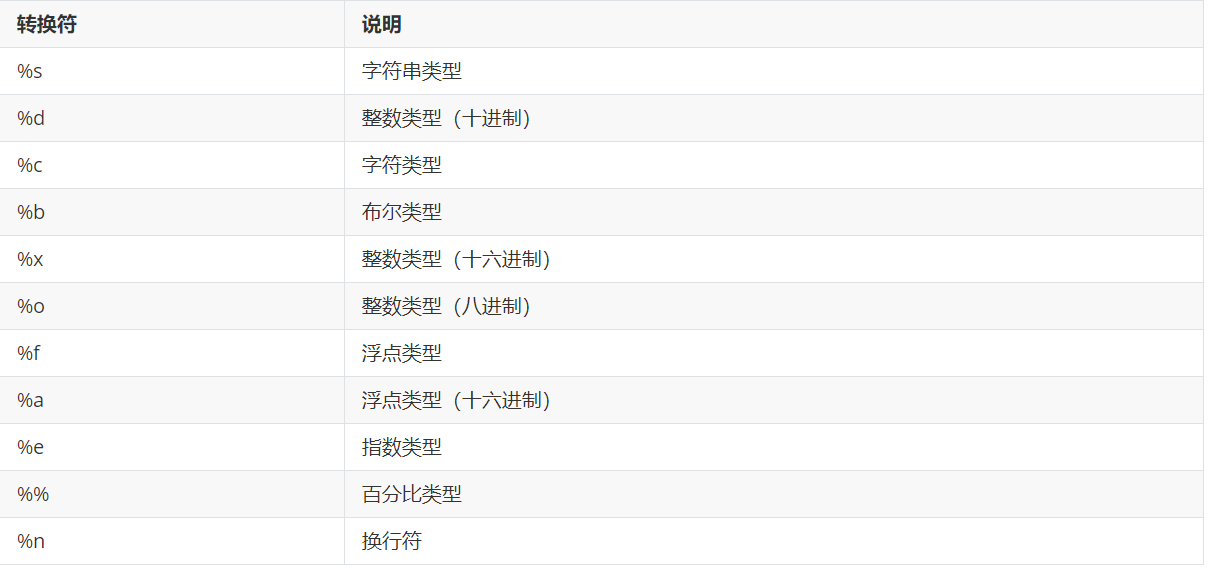 转换符 说明
%s 字符串类型
%d 整数类型（十进制）
%c 字符类型
%b 布尔类型
%x 整数类型（十六进制）
%o 整数类型（八进制）
%f 浮点类型
%a 浮点类型（十六进制）
%e 指数类型
%% 百分比类型
%n 换行符